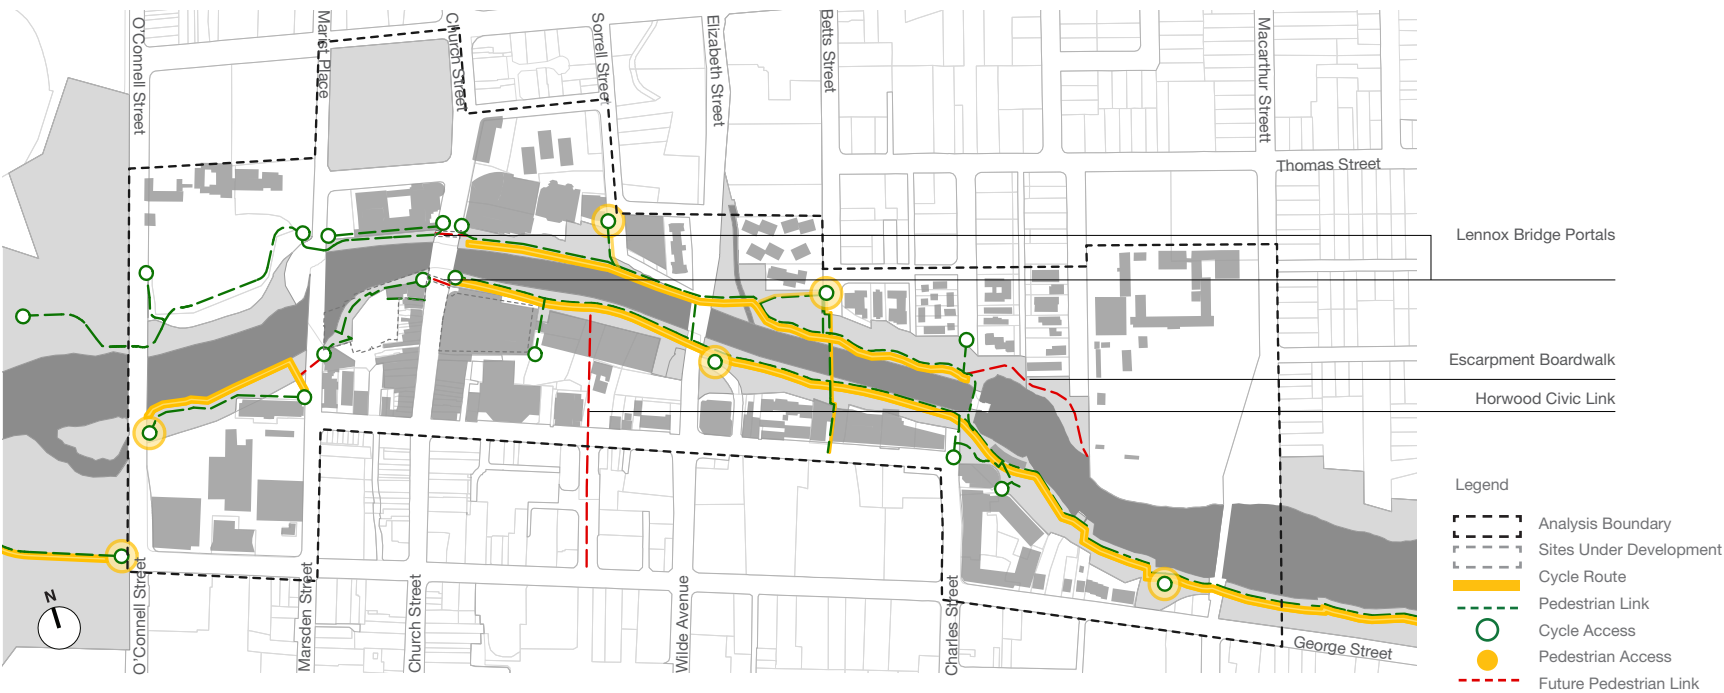 O'Connell Street
Marist Place
Church Street
Sorrell Street
Elizabeth Street
Betts Street
Macarthur Streett
Thomas Street
Lennox Bridge Portals
Escarpment Boardwalk
Horwood Civic Link
Legend
Analysis Boundary
Sites Under Development
Cycle Route
Pedestrian Link
Cycle Access
Pedestrian Access
Future Pedestrian Link
N
O'Connell Street
Marsden Street
Church Street
Wilde Avenue
Charles Street
George Street